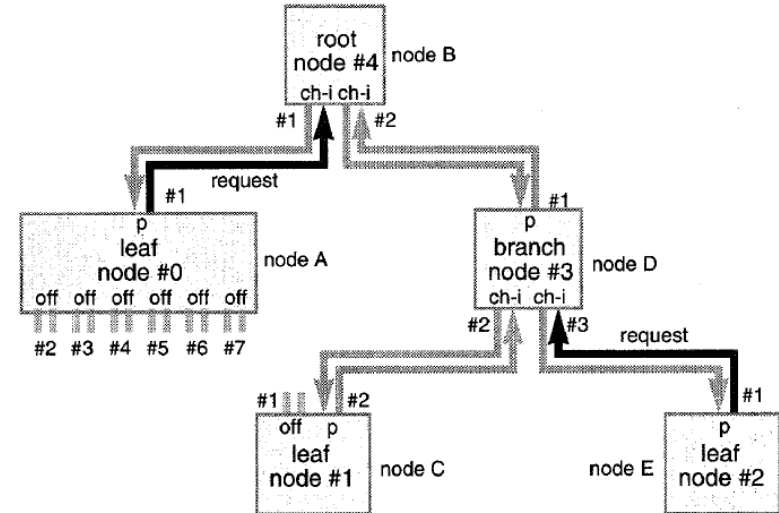 root
node #4
node B
ch-i ch-i
#1
#2
request
#1
#1
p
leaf
node #0
node A
off off off off off off
#2 #3 #4 #5 #6 #7
p
branch
node #3
node D
ch-i ch-i
#2
#3
request
#1
#2
#1
off p
leaf
node #1
node C
p
leaf
node #2
node E